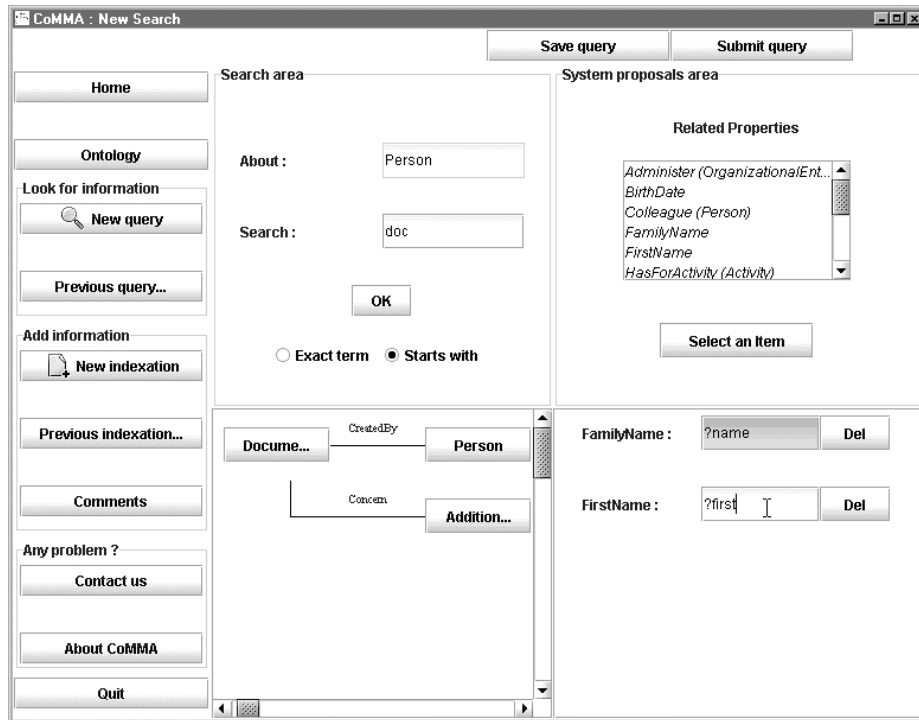 CoMMA : New Search
Save query
Submit query
Home
Ontology
Look for information
New query
Previous query...
Add information
New indexation
Previous indexation...
Comments
Any problem ?
Contact us
About CoMMA
Quit
Search area
About :
Person
Search :
doc
OK
Exact term
Starts with
System proposals area
Related Properties
Administer (OrganizationalEnt...
BirthDate
Colleague (Person)
FamilyName
FirstName
HasForActivity (Activity)
Select an Item
Docume...
CreatedBy
Person
Concern
Addition...
FamilyName :
?name
Del
FirstName :
?first
Del